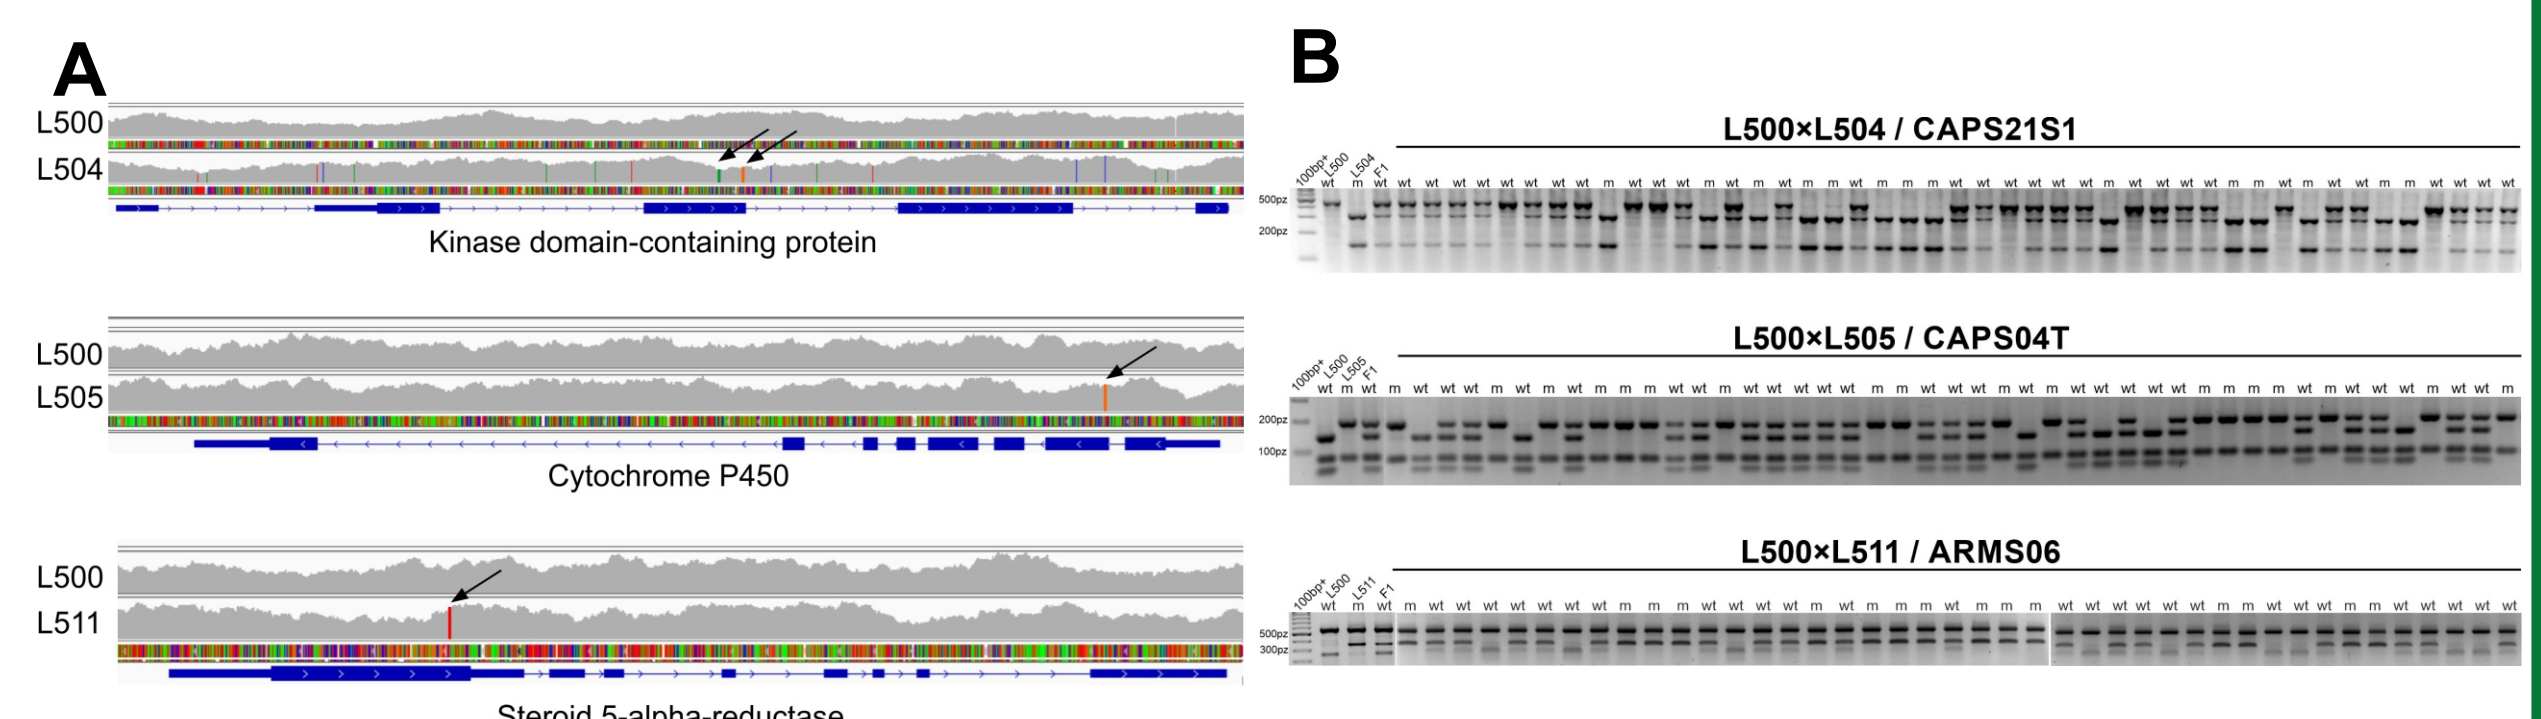 A
L500
L504
Kinase domain-containing protein
L500
L505
Cytochrome P450
L500
L511
Steroid 5-alpha-reductase
B
L500×L504 / CAPS21S1
100bp+ L500 L504 F1
wt m wt wt wt wt wt wt wt wt wt m wt wt wt m wt m wt m m wt m m m wt wt wt wt wt wt m wt wt wt wt m m wt m wt wt m m wt wt wt wt
500pz
200pz
L500×L505 / CAPS04T
100bp+ L500 L505 F1
wt m wt m wt wt wt m wt m wt m m m wt wt m wt wt wt wt wt m m wt wt wt m wt m wt wt wt wt wt m m m m wt m wt wt wt m wt wt m
200pz
100pz
L500×L511 / ARMS06
100bp+ L500 L511 F1
wt m wt m wt wt wt wt wt wt wt m m m wt wt wt m wt m m m wt m m m wt wt wt wt wt wt m m wt wt wt m m wt wt wt wt
500pz
300pz